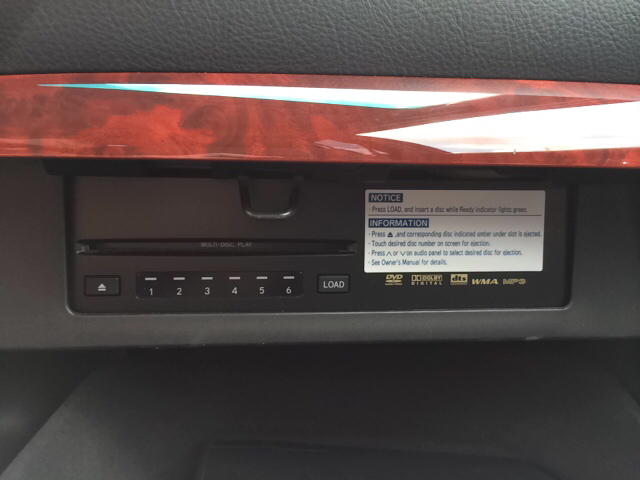 NOTICE
· Press LOAD, and insert a disc while Ready indicator lights green.
INFORMATION
· Press ⏏ ,and corresponding disc indicated amber under slot is ejected.
· Touch desired disc number on screen for ejection.
· Press ∧ or ∨ on audio panel to select desired disc for ejection.
· See Owner's Manual for details.
MULTI-DISC PLAY
1 2 3 4 5 6 LOAD
DVD DOLBY DIGITAL dts WMA MP3